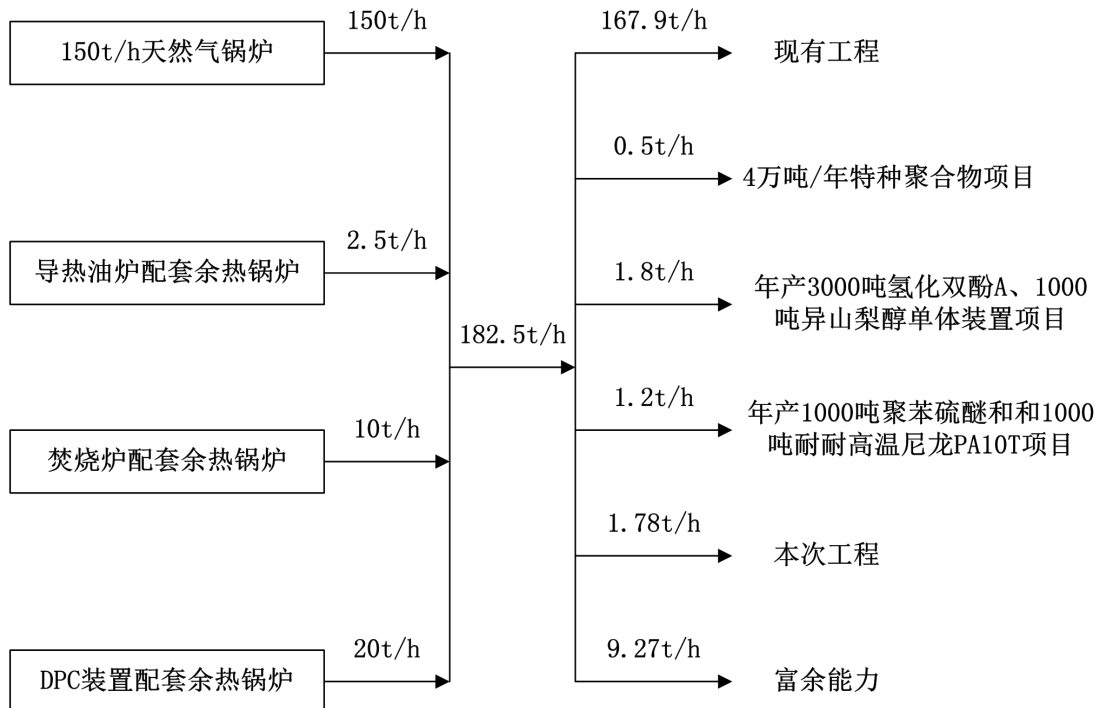 150t/h天然气锅炉
150t/h
导热油炉配套余热锅炉
2.5t/h
焚烧炉配套余热锅炉
10t/h
DPC装置配套余热锅炉
20t/h
182.5t/h
167.9t/h
现有工程
0.5t/h
4万吨/年特种聚合物项目
1.8t/h
年产3000吨氢化双酚A、1000
吨异山梨醇单体装置项目
1.2t/h
年产1000吨聚苯硫醚和和1000
吨耐耐高温尼龙PA10T项目
1.78t/h
本次工程
9.27t/h
富余能力